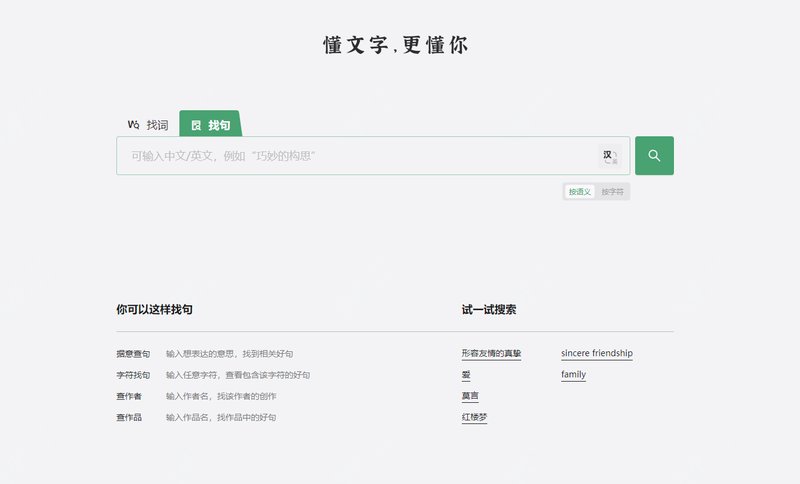 懂文字,更懂你
找词 找句
可输入中文/英文，例如“巧妙的构思”
汉
英
按语义 按字符
你可以这样找句
据意查句 输入想表达的意思，找到相关好句
字符找句 输入任意字符，查看包含该字符的好句
查作者 输入作者名，找该作者的创作
查作品 输入作品名，找作品中的好句
试一试搜索
形容友情的真挚 sincere friendship
爱 family
莫言
红楼梦